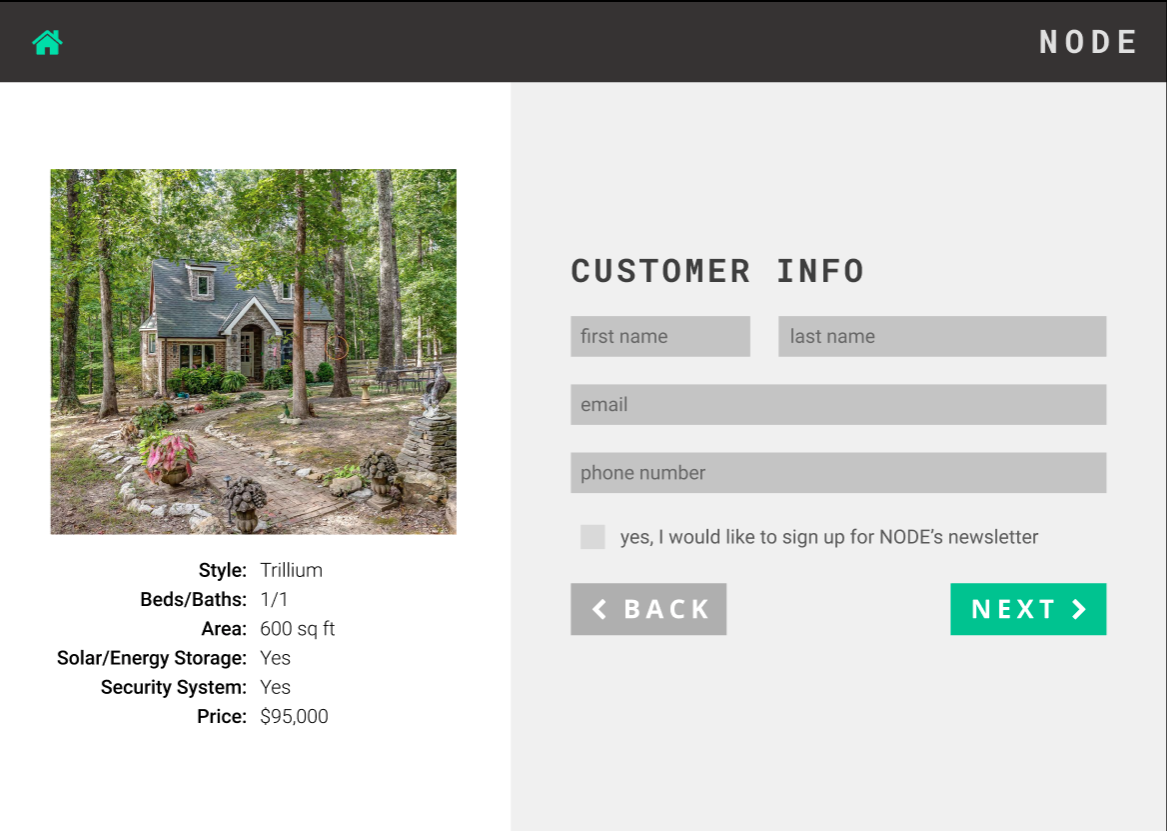 NODE
Style: Trillium
Beds/Baths: 1/1
Area: 600 sq ft
Solar/Energy Storage: Yes
Security System: Yes
Price: $95,000
CUSTOMER INFO
first name last name
email
phone number
yes, I would like to sign up for NODE’s newsletter
BACK NEXT